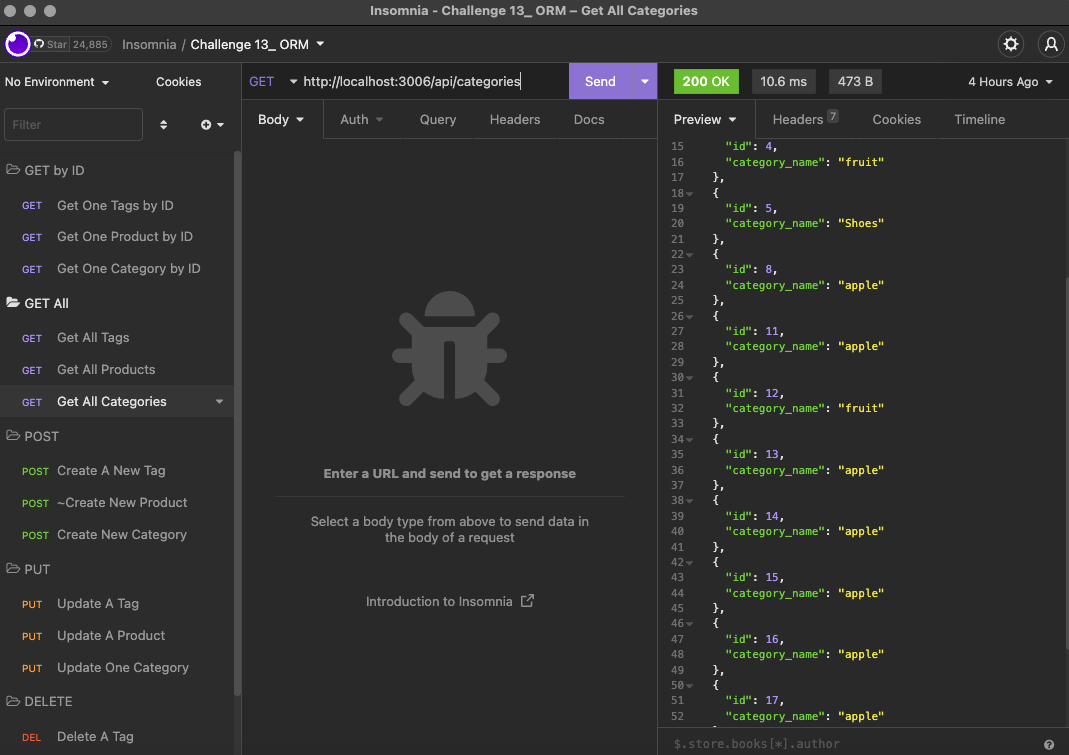 Insomnia - Challenge 13_ ORM – Get All Categories
Star 24,885
Insomnia / Challenge 13_ ORM
No Environment
Cookies
Filter
GET by ID
GET Get One Tags by ID
GET Get One Product by ID
GET Get One Category by ID
GET All
GET Get All Tags
GET Get All Products
GET Get All Categories
POST
POST Create A New Tag
POST ~Create New Product
POST Create New Category
PUT
PUT Update A Tag
PUT Update A Product
PUT Update One Category
DELETE
DEL Delete A Tag
GET http://localhost:3006/api/categories
Send
Body Auth Query Headers Docs
Enter a URL and send to get a response
Select a body type from above to send data in
the body of a request
Introduction to Insomnia
200 OK 10.6 ms 473 B 4 Hours Ago
Preview Headers 7 Cookies Timeline
15 "id": 4,
16 "category_name": "fruit"
17 },
18 {
19 "id": 5,
20 "category_name": "Shoes"
21 },
22 {
23 "id": 8,
24 "category_name": "apple"
25 },
26 {
27 "id": 11,
28 "category_name": "apple"
29 },
30 {
31 "id": 12,
32 "category_name": "fruit"
33 },
34 {
35 "id": 13,
36 "category_name": "apple"
37 },
38 {
39 "id": 14,
40 "category_name": "apple"
41 },
42 {
43 "id": 15,
44 "category_name": "apple"
45 },
46 {
47 "id": 16,
48 "category_name": "apple"
49 },
50 {
51 "id": 17,
52 "category_name": "apple"
$.store.books[*].author